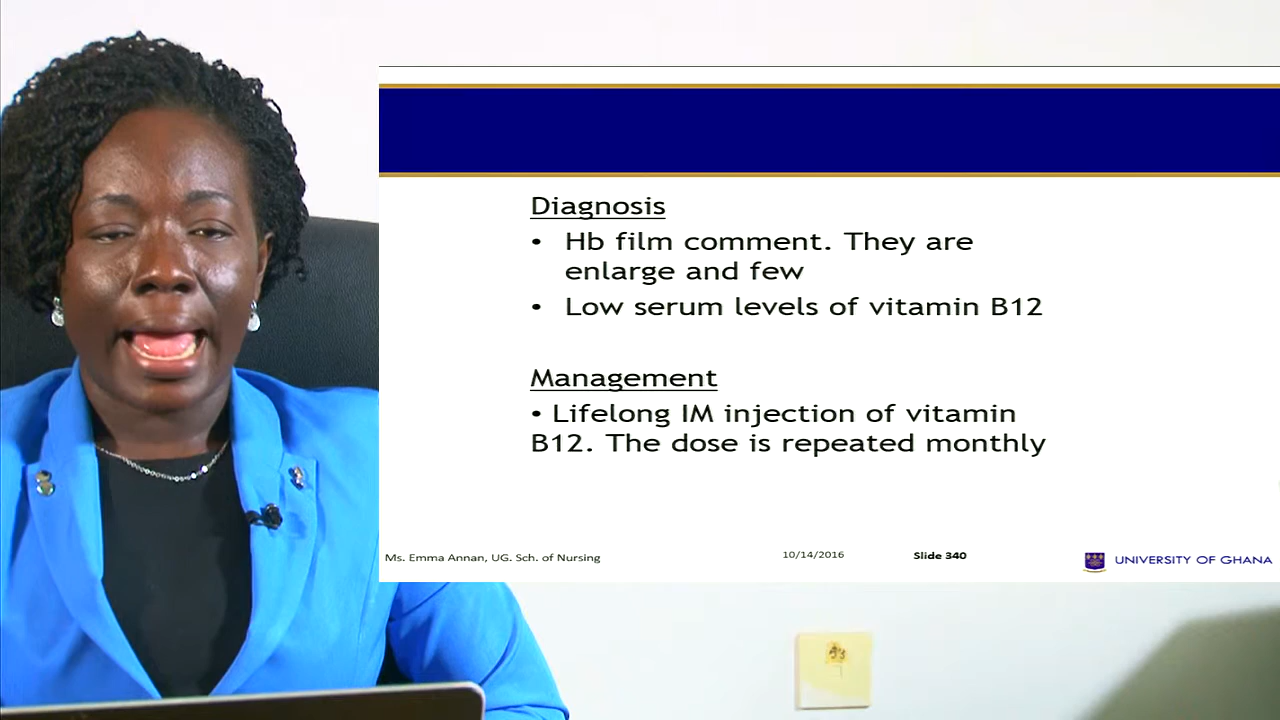 Diagnosis
• Hb film comment. They are
enlarge and few
• Low serum levels of vitamin B12
Management
• Lifelong IM injection of vitamin
B12. The dose is repeated monthly
Ms. Emma Annan, UG. Sch. of Nursing
10/14/2016
Slide 340
UNIVERSITY OF GHANA